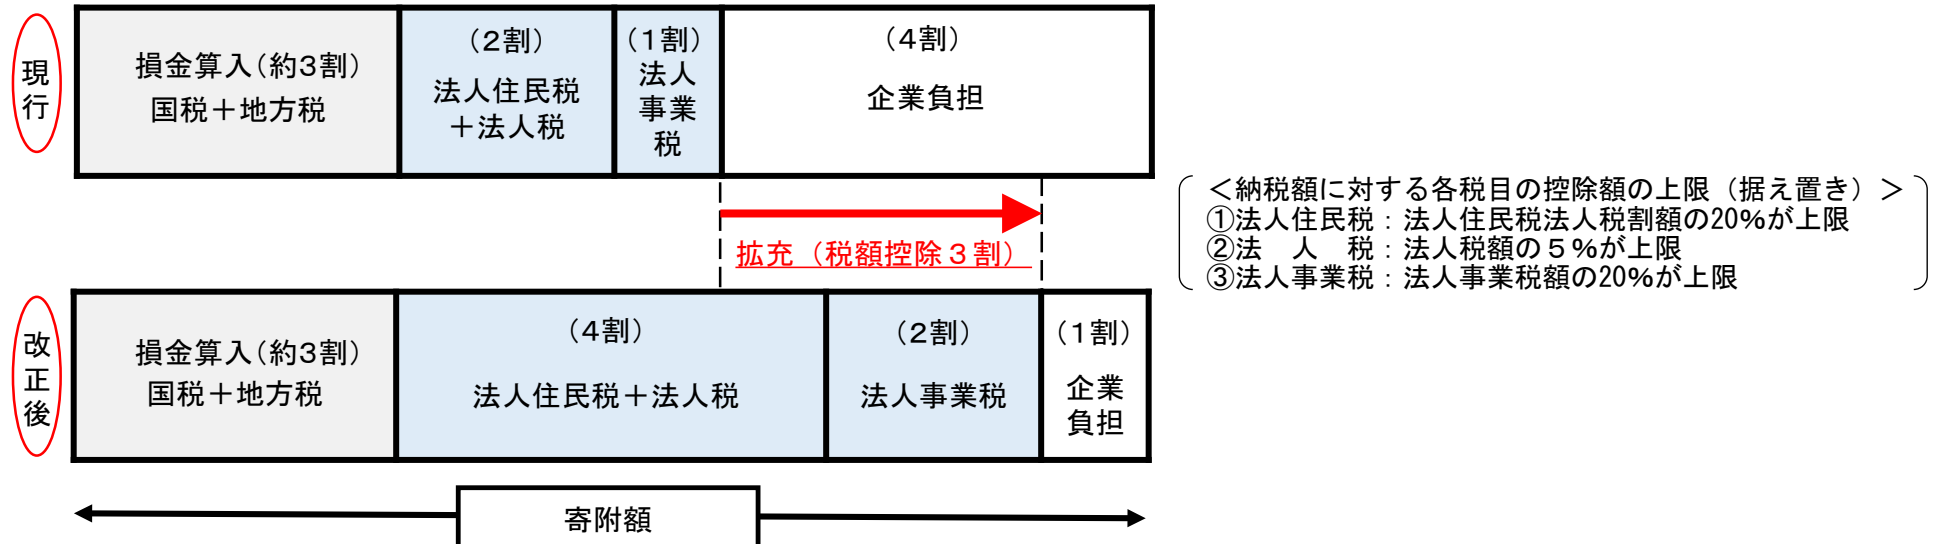 現行
損金算入(約3割)
国税＋地方税
(2割)
法人住民税
＋法人税
(1割)
法人
事業
税
(4割)
企業負担
拡充（税額控除３割）
＜納税額に対する各税目の控除額の上限（据え置き）＞
①法人住民税：法人住民税法人税割額の20%が上限
②法　人　税：法人税額の５%が上限
③法人事業税：法人事業税額の20%が上限
改正後
損金算入(約3割)
国税＋地方税
(4割)
法人住民税＋法人税
(2割)
法人事業税
(1割)
企業
負担
寄附額